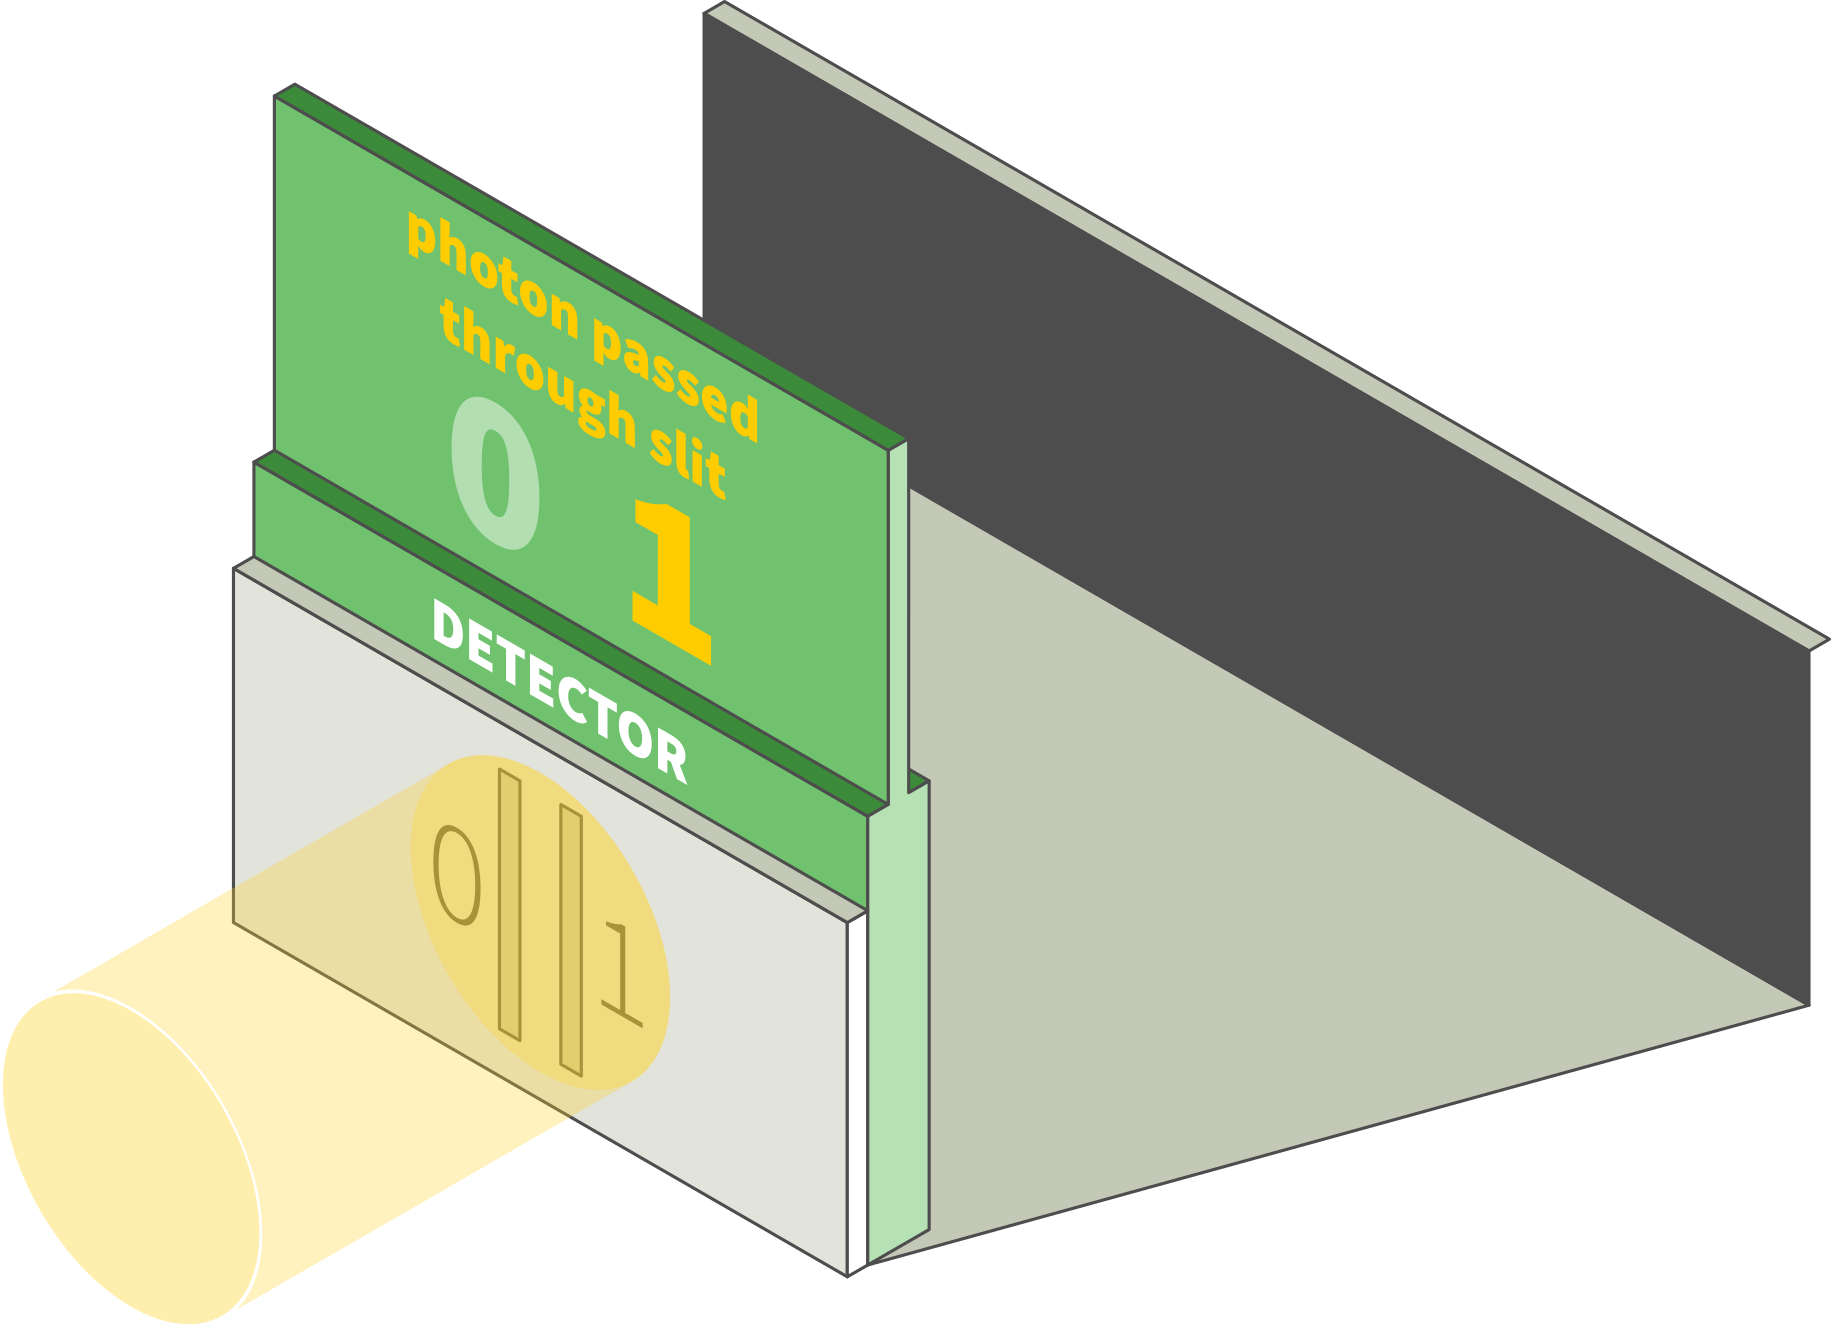 photon passed
through slit
0 1
DETECTOR
0 1